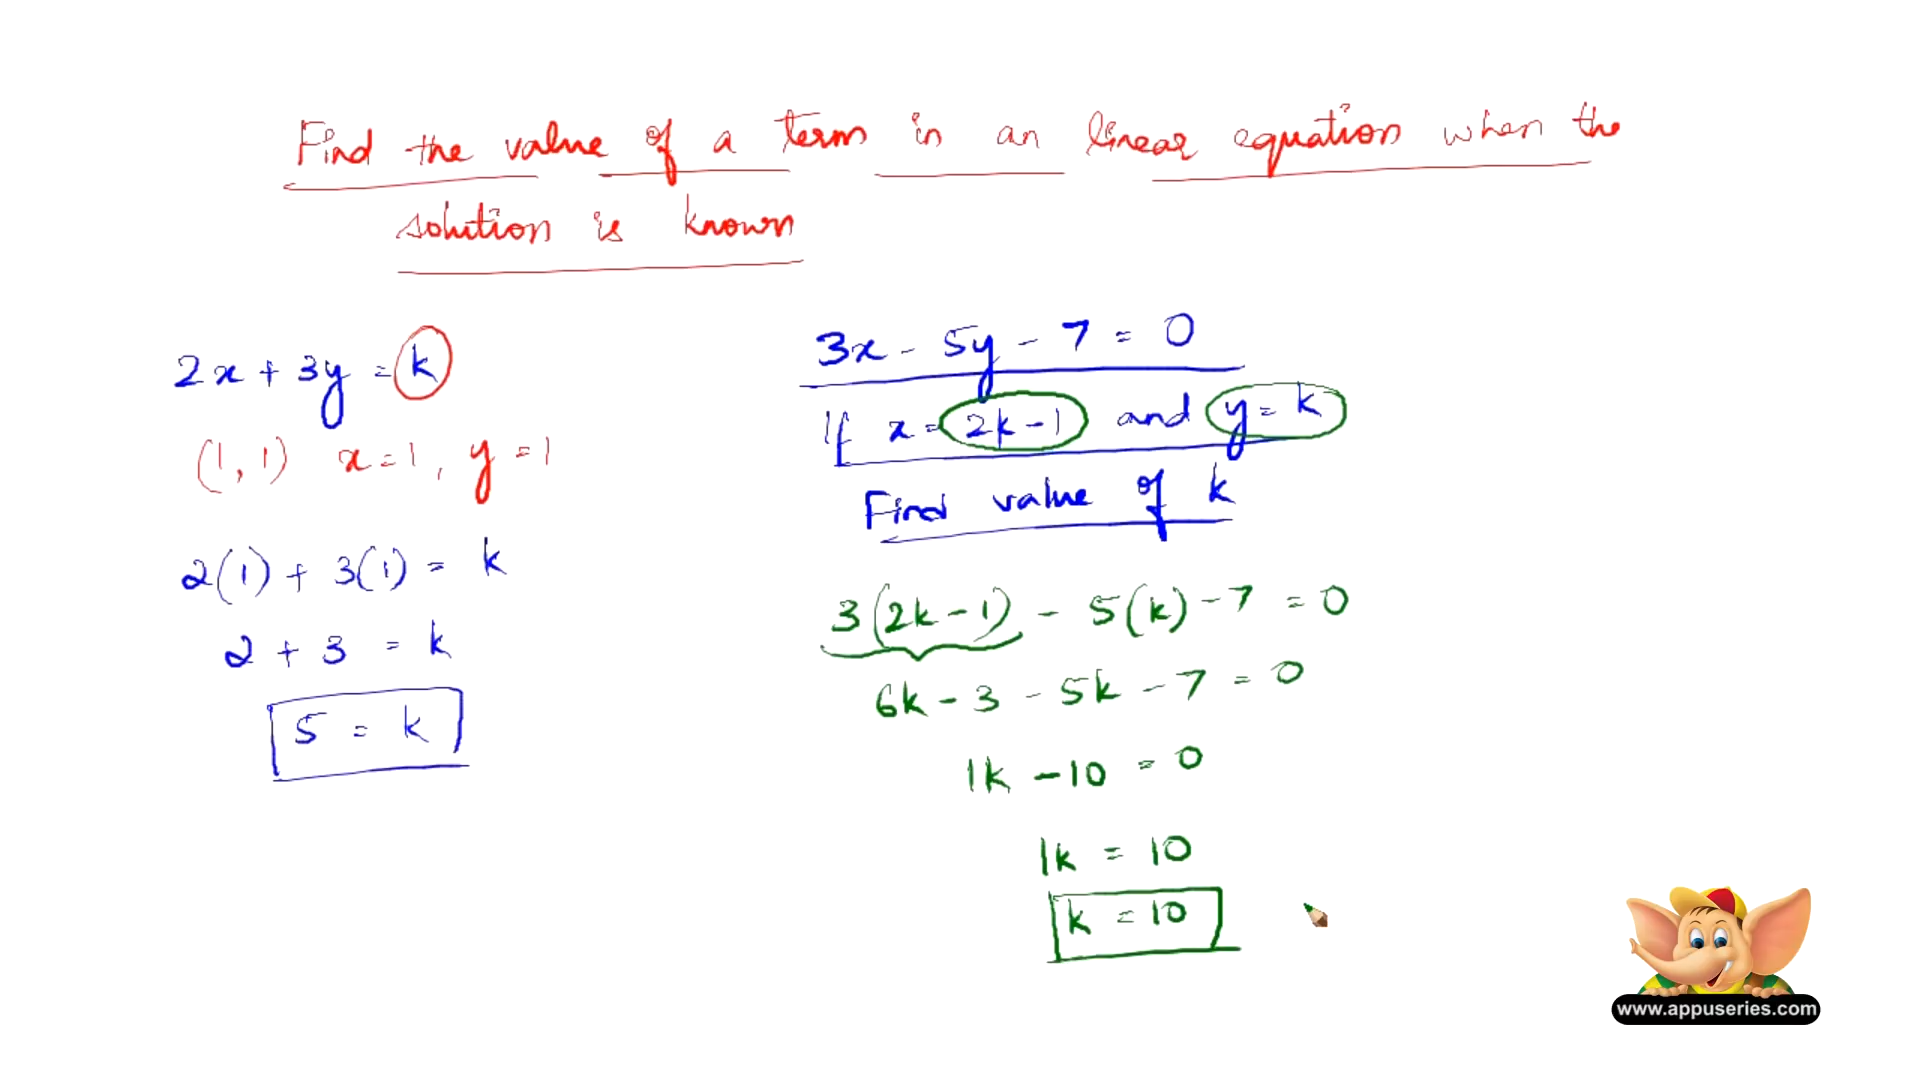 Find the value of a term in an linear equation when the
solution is known
2x + 3y = k
(1, 1) x = 1, y = 1
2(1) + 3(1) = k
2 + 3 = k
5 = k
3x - 5y - 7 = 0
If x = 2k - 1 and y = k
Find value of k
3(2k - 1) - 5(k) - 7 = 0
6k - 3 - 5k - 7 = 0
1k - 10 = 0
1k = 10
k = 10
www.appuseries.com